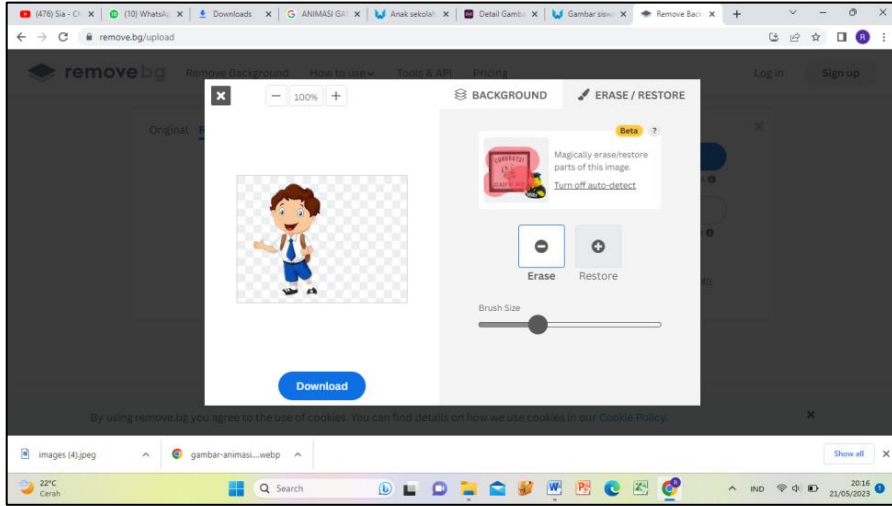 (476) Sia - Ch
(10) WhatsAp
Downloads
ANIMASI GA
Anak sekolah
Detail Gamba
Gambar sisw
Remove Back
remove.bg/upload
R
removebg
Remove Background
How to use
Tools & API
Pricing
Log in
Sign up
100%
BACKGROUND
ERASE / RESTORE
Original
Beta ?
Magically erase/restore
parts of this image.
Turn off auto-detect
CONGRATS!
Erase
Restore
Brush Size
Download
By using remove.bg you agree to the use of cookies. You can find details on how we use cookies in our Cookie Policy.
images (4).jpeg
gambar-animasi....webp
Show all
22°C
Cerah
Search
IND
20:16
21/05/2023